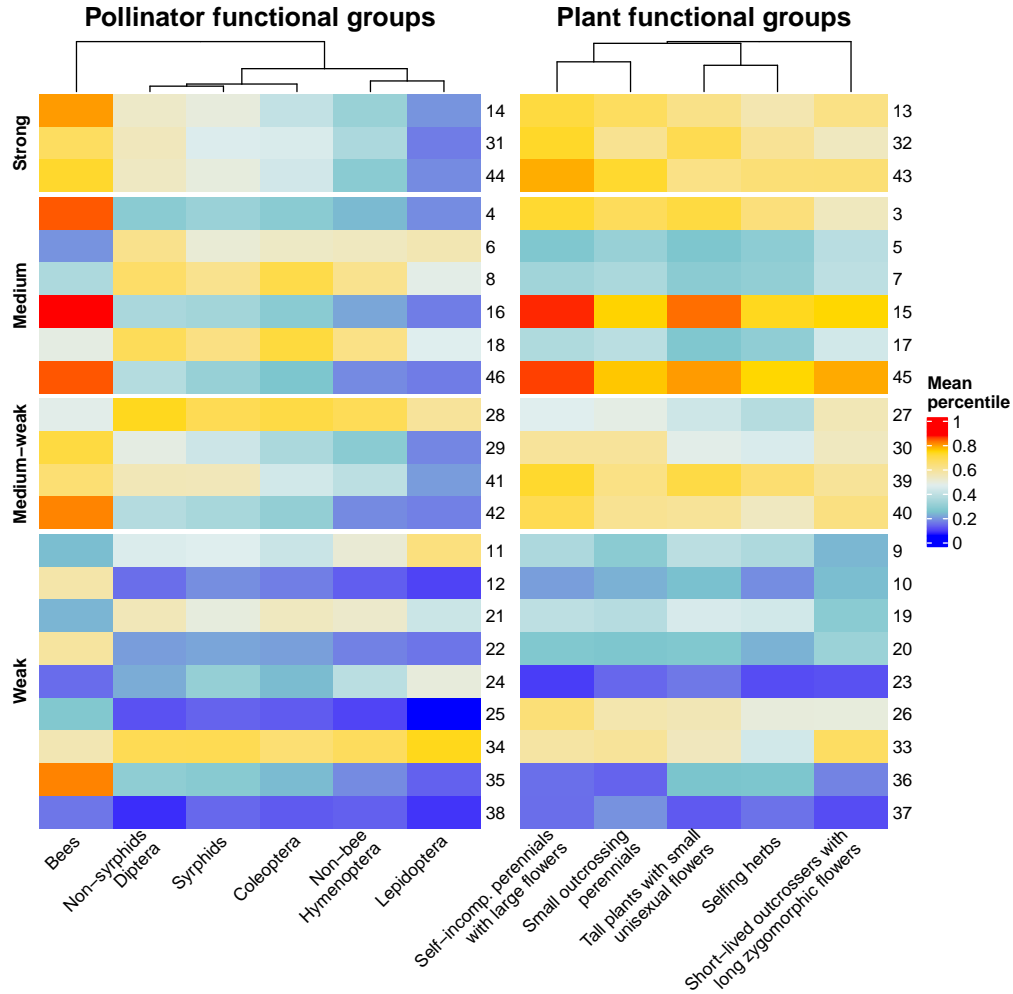 Pollinator functional groups
Plant functional groups
Strong
14
31
44
13
32
43
Medium
4
6
8
16
18
46
3
5
7
15
17
45
Medium−weak
28
29
41
42
27
30
39
40
Weak
11
12
21
22
24
25
34
35
38
9
10
19
20
23
26
33
36
37
Mean
percentile
1
0.8
0.6
0.4
0.2
0
Bees
Non−syrphids
Diptera
Syrphids
Coleoptera
Non−bee
Hymenoptera
Lepidoptera
Self−incomp. perennials
with large flowers
Small outcrossing
perennials
Tall plants with small
unisexual flowers
Selfing herbs
Short−lived outcrossers with
long zygomorphic flowers